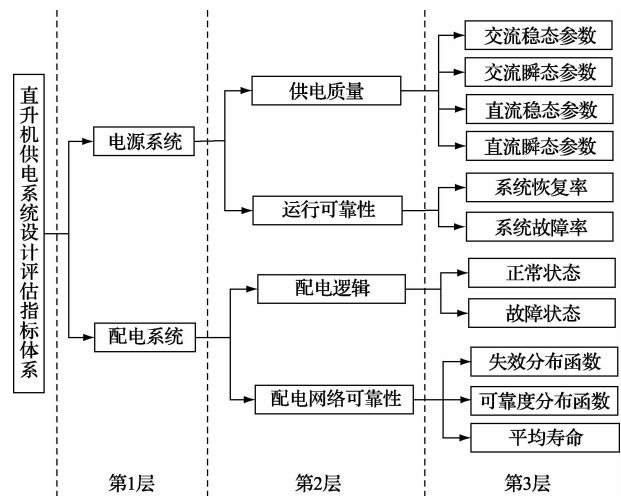 直升机供电系统设计评估指标体系
电源系统
配电系统
供电质量
运行可靠性
配电逻辑
配电网络可靠性
交流稳态参数
交流瞬态参数
直流稳态参数
直流瞬态参数
系统恢复率
系统故障率
正常状态
故障状态
失效分布函数
可靠度分布函数
平均寿命
第1层
第2层
第3层